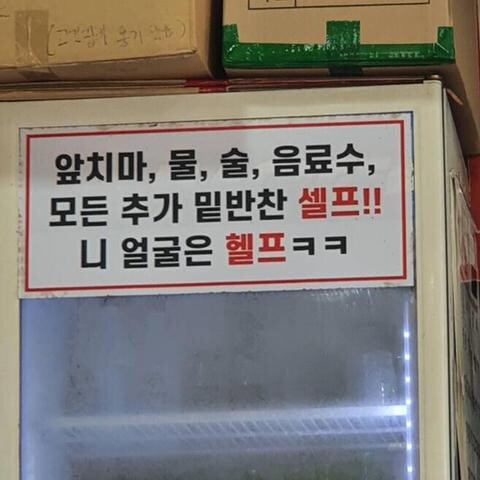 앞치마, 물, 술, 음료수,
모든 추가 밑반찬 셀프!!
니 얼굴은 헬프ㅋㅋ